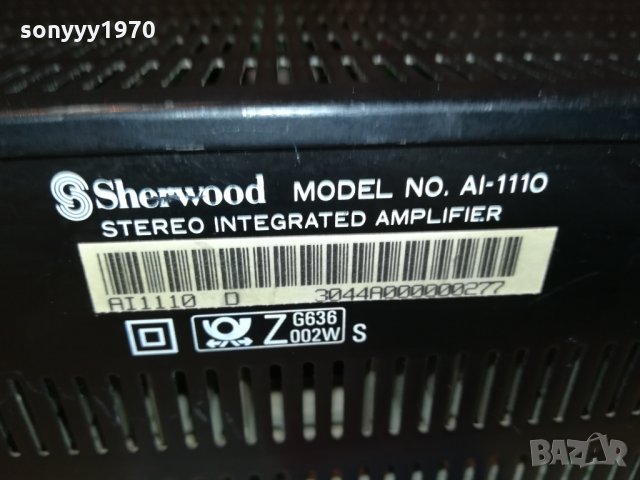 sonyyy1970
Sherwood MODEL NO. AI-1110
STEREO INTEGRATED AMPLIFIER
AI1110 D 3044A000000277
Z G636 002W S
BAZAR